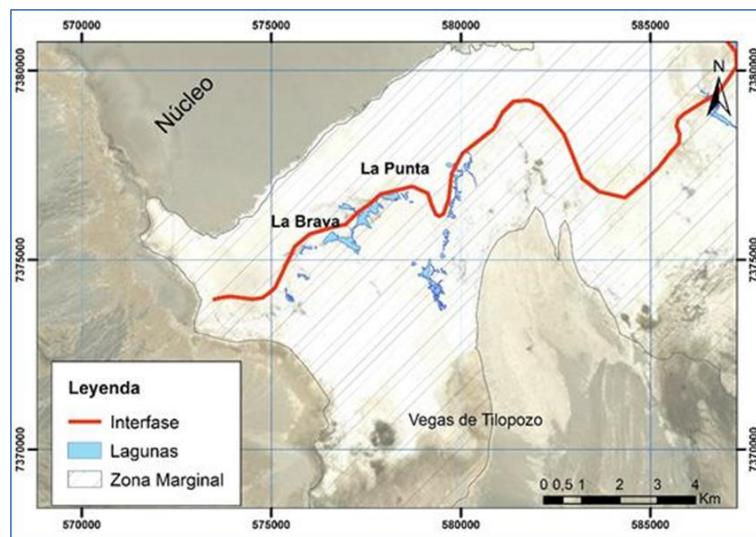 570000 575000 580000 585000
7380000
7380000
N
Núcleo
La Punta
La Brava
7375000
7375000
Leyenda
Interfase
Lagunas
Zona Marginal
Vegas de Tilopozo
7370000
7370000
0 0,5 1 2 3 4
Km
570000 575000 580000 585000